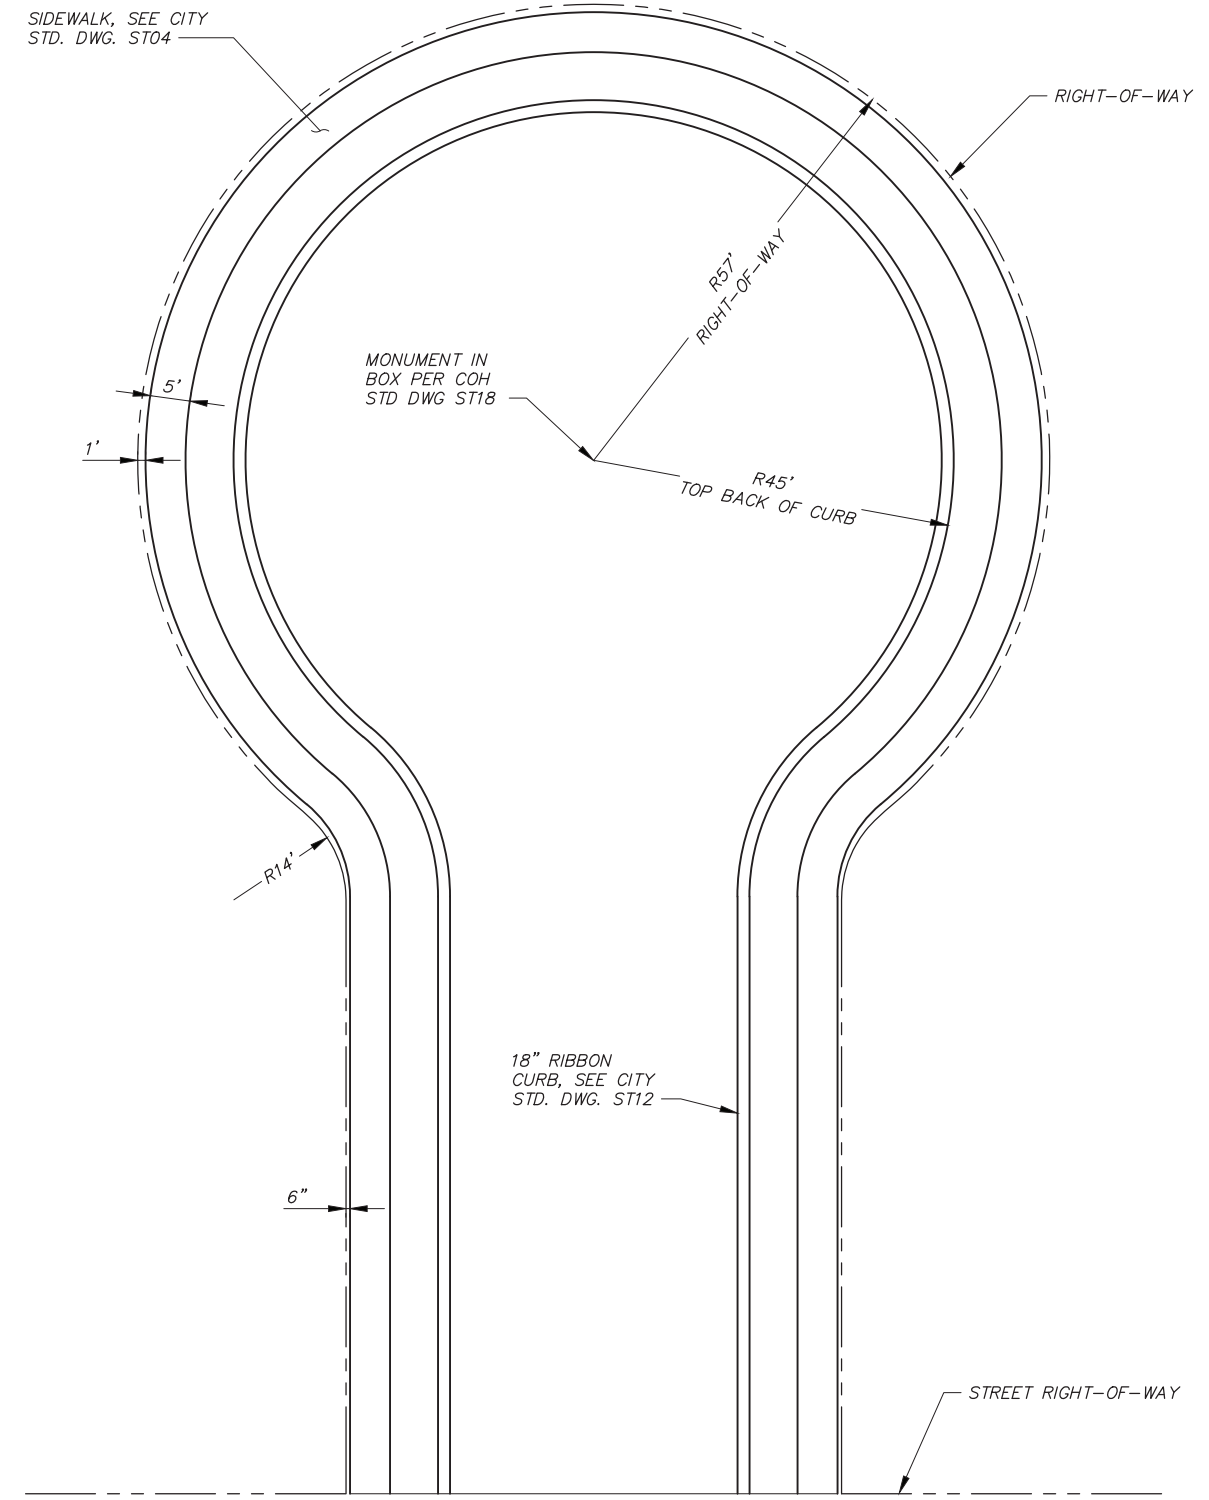 SIDEWALK, SEE CITY
STD. DWG. ST04
RIGHT-OF-WAY
R57'
RIGHT-OF-WAY
MONUMENT IN
BOX PER COH
STD DWG ST18
5'
1'
R45'
TOP BACK OF CURB
R14'
18" RIBBON
CURB, SEE CITY
STD. DWG. ST12
6"
STREET RIGHT-OF-WAY